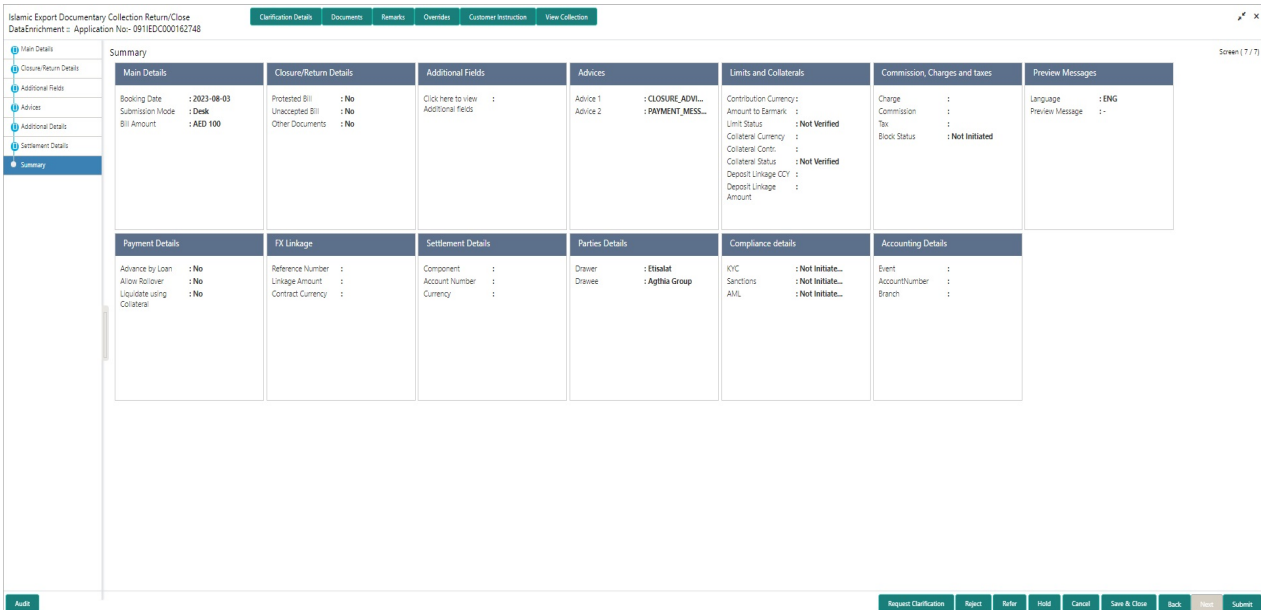 Islamic Export Documentary Collection Return/Close
DataEnrichment :: Application No:- 091IEDC000162748
Clarification Details
Documents
Remarks
Overrides
Customer Instruction
View Collection
Main Details
Closure/Return Details
Additional Fields
Advices
Additional Details
Settlement Details
Summary
Summary
Screen ( 7 / 7)
Main Details
Booking Date : 2023-08-03
Submission Mode : Desk
Bill Amount : AED 100
Closure/Return Details
Protested Bill : No
Unaccepted Bill : No
Other Documents : No
Additional Fields
Click here to view :
Additional fields
Advices
Advice 1 : CLOSURE_ADVI...
Advice 2 : PAYMENT_MESS...
Limits and Collaterals
Contribution Currency :
Amount to Earmark :
Limit Status : Not Verified
Collateral Currency :
Collateral Contr. :
Collateral Status : Not Verified
Deposit Linkage CCY :
Deposit Linkage :
Amount
Commission, Charges and taxes
Charge :
Commission :
Tax :
Block Status : Not Initiated
Preview Messages
Language : ENG
Preview Message : -
Payment Details
Advance by Loan : No
Allow Rollover : No
Liquidate using : No
Collateral
FX Linkage
Reference Number :
Linkage Amount :
Contract Currency :
Settlement Details
Component :
Account Number :
Currency :
Parties Details
Drawer : Etisalat
Drawee : Agthia Group
Compliance details
KYC : Not Initiate...
Sanctions : Not Initiate...
AML : Not Initiate...
Accounting Details
Event :
AccountNumber :
Branch :
Audit
Request Clarification
Reject
Refer
Hold
Cancel
Save & Close
Back
Next
Submit